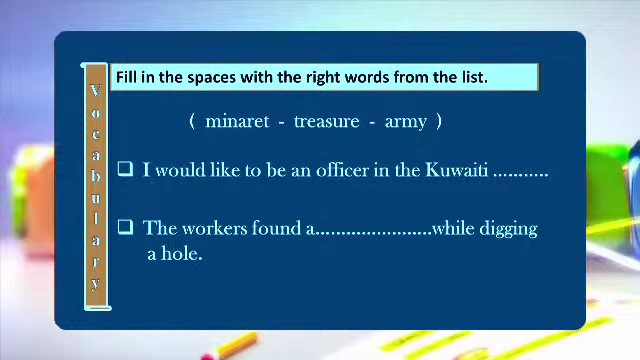 Vocabulary
Fill in the spaces with the right words from the list.
( minaret - treasure - army )
❑ I would like to be an officer in the Kuwaiti ...........
❑ The workers found a.......................while digging
a hole.